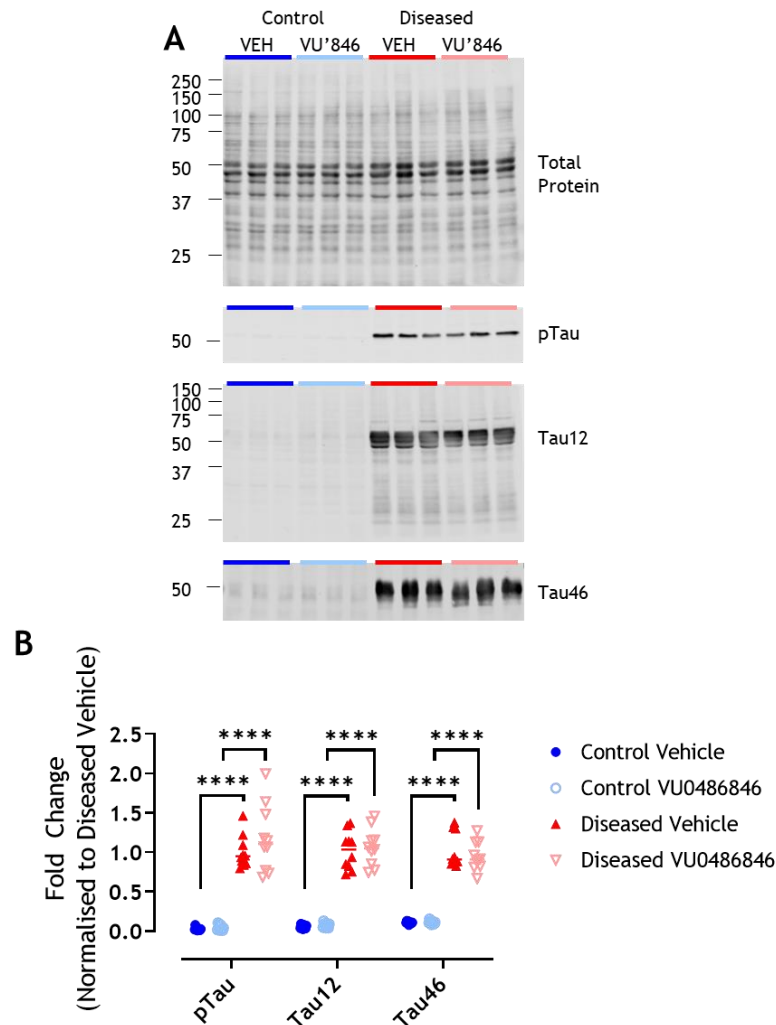 A
Control Diseased
VEH VU’846 VEH VU’846
250
150
100
75
50
37
25
Total
Protein
50
pTau
150
100
75
50
37
25
Tau12
50
Tau46
B
Fold Change
(Normalised to Diseased Vehicle)
2.5
2.0
1.5
1.0
0.5
0.0
**** **** ****
**** **** ****
pTau Tau12 Tau46
Control Vehicle
Control VU0486846
Diseased Vehicle
Diseased VU0486846